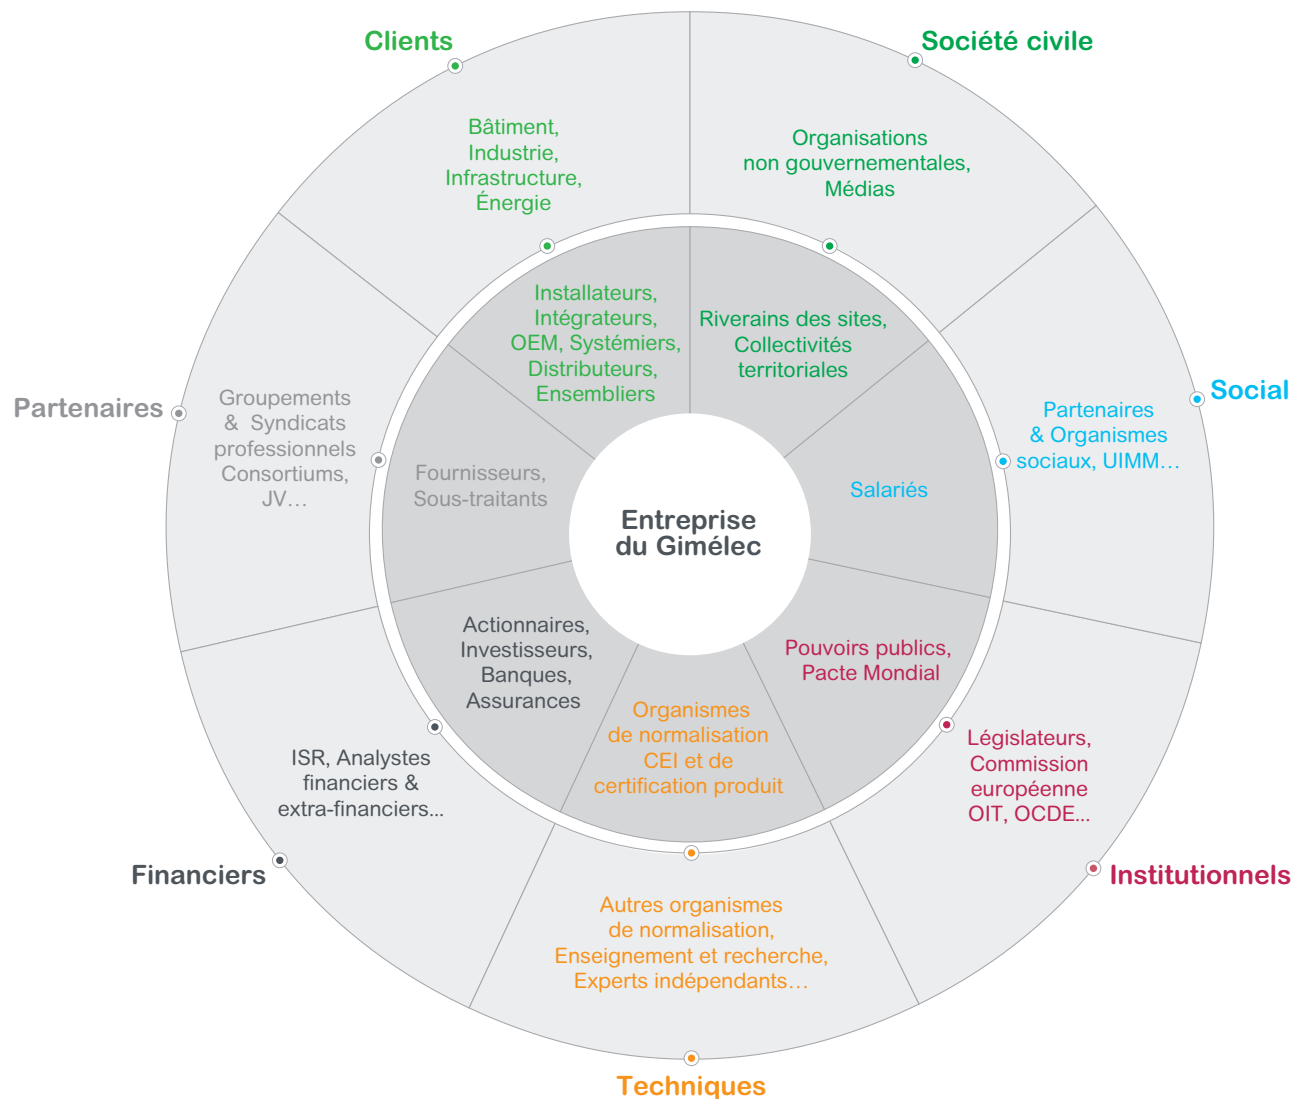 Clients
Société civile
Bâtiment,
Industrie,
Infrastructure,
Énergie
Organisations
non gouvernementales,
Médias
Installateurs,
Intégrateurs,
OEM, Systémiers,
Distributeurs,
Ensembliers
Riverains des sites,
Collectivités
territoriales
Partenaires
Groupements
& Syndicats
professionnels
Consortiums,
JV…
Fournisseurs,
Sous-traitants
Social
Partenaires
& Organismes
sociaux, UIMM…
Salariés
Entreprise
du Gimélec
Actionnaires,
Investisseurs,
Banques,
Assurances
Pouvoirs publics,
Pacte Mondial
Organismes
de normalisation
CEI et de
certification produit
ISR, Analystes
financiers &
extra-financiers...
Législateurs,
Commission
européenne
OIT, OCDE...
Financiers
Institutionnels
Autres organismes
de normalisation,
Enseignement et recherche,
Experts indépendants…
Techniques